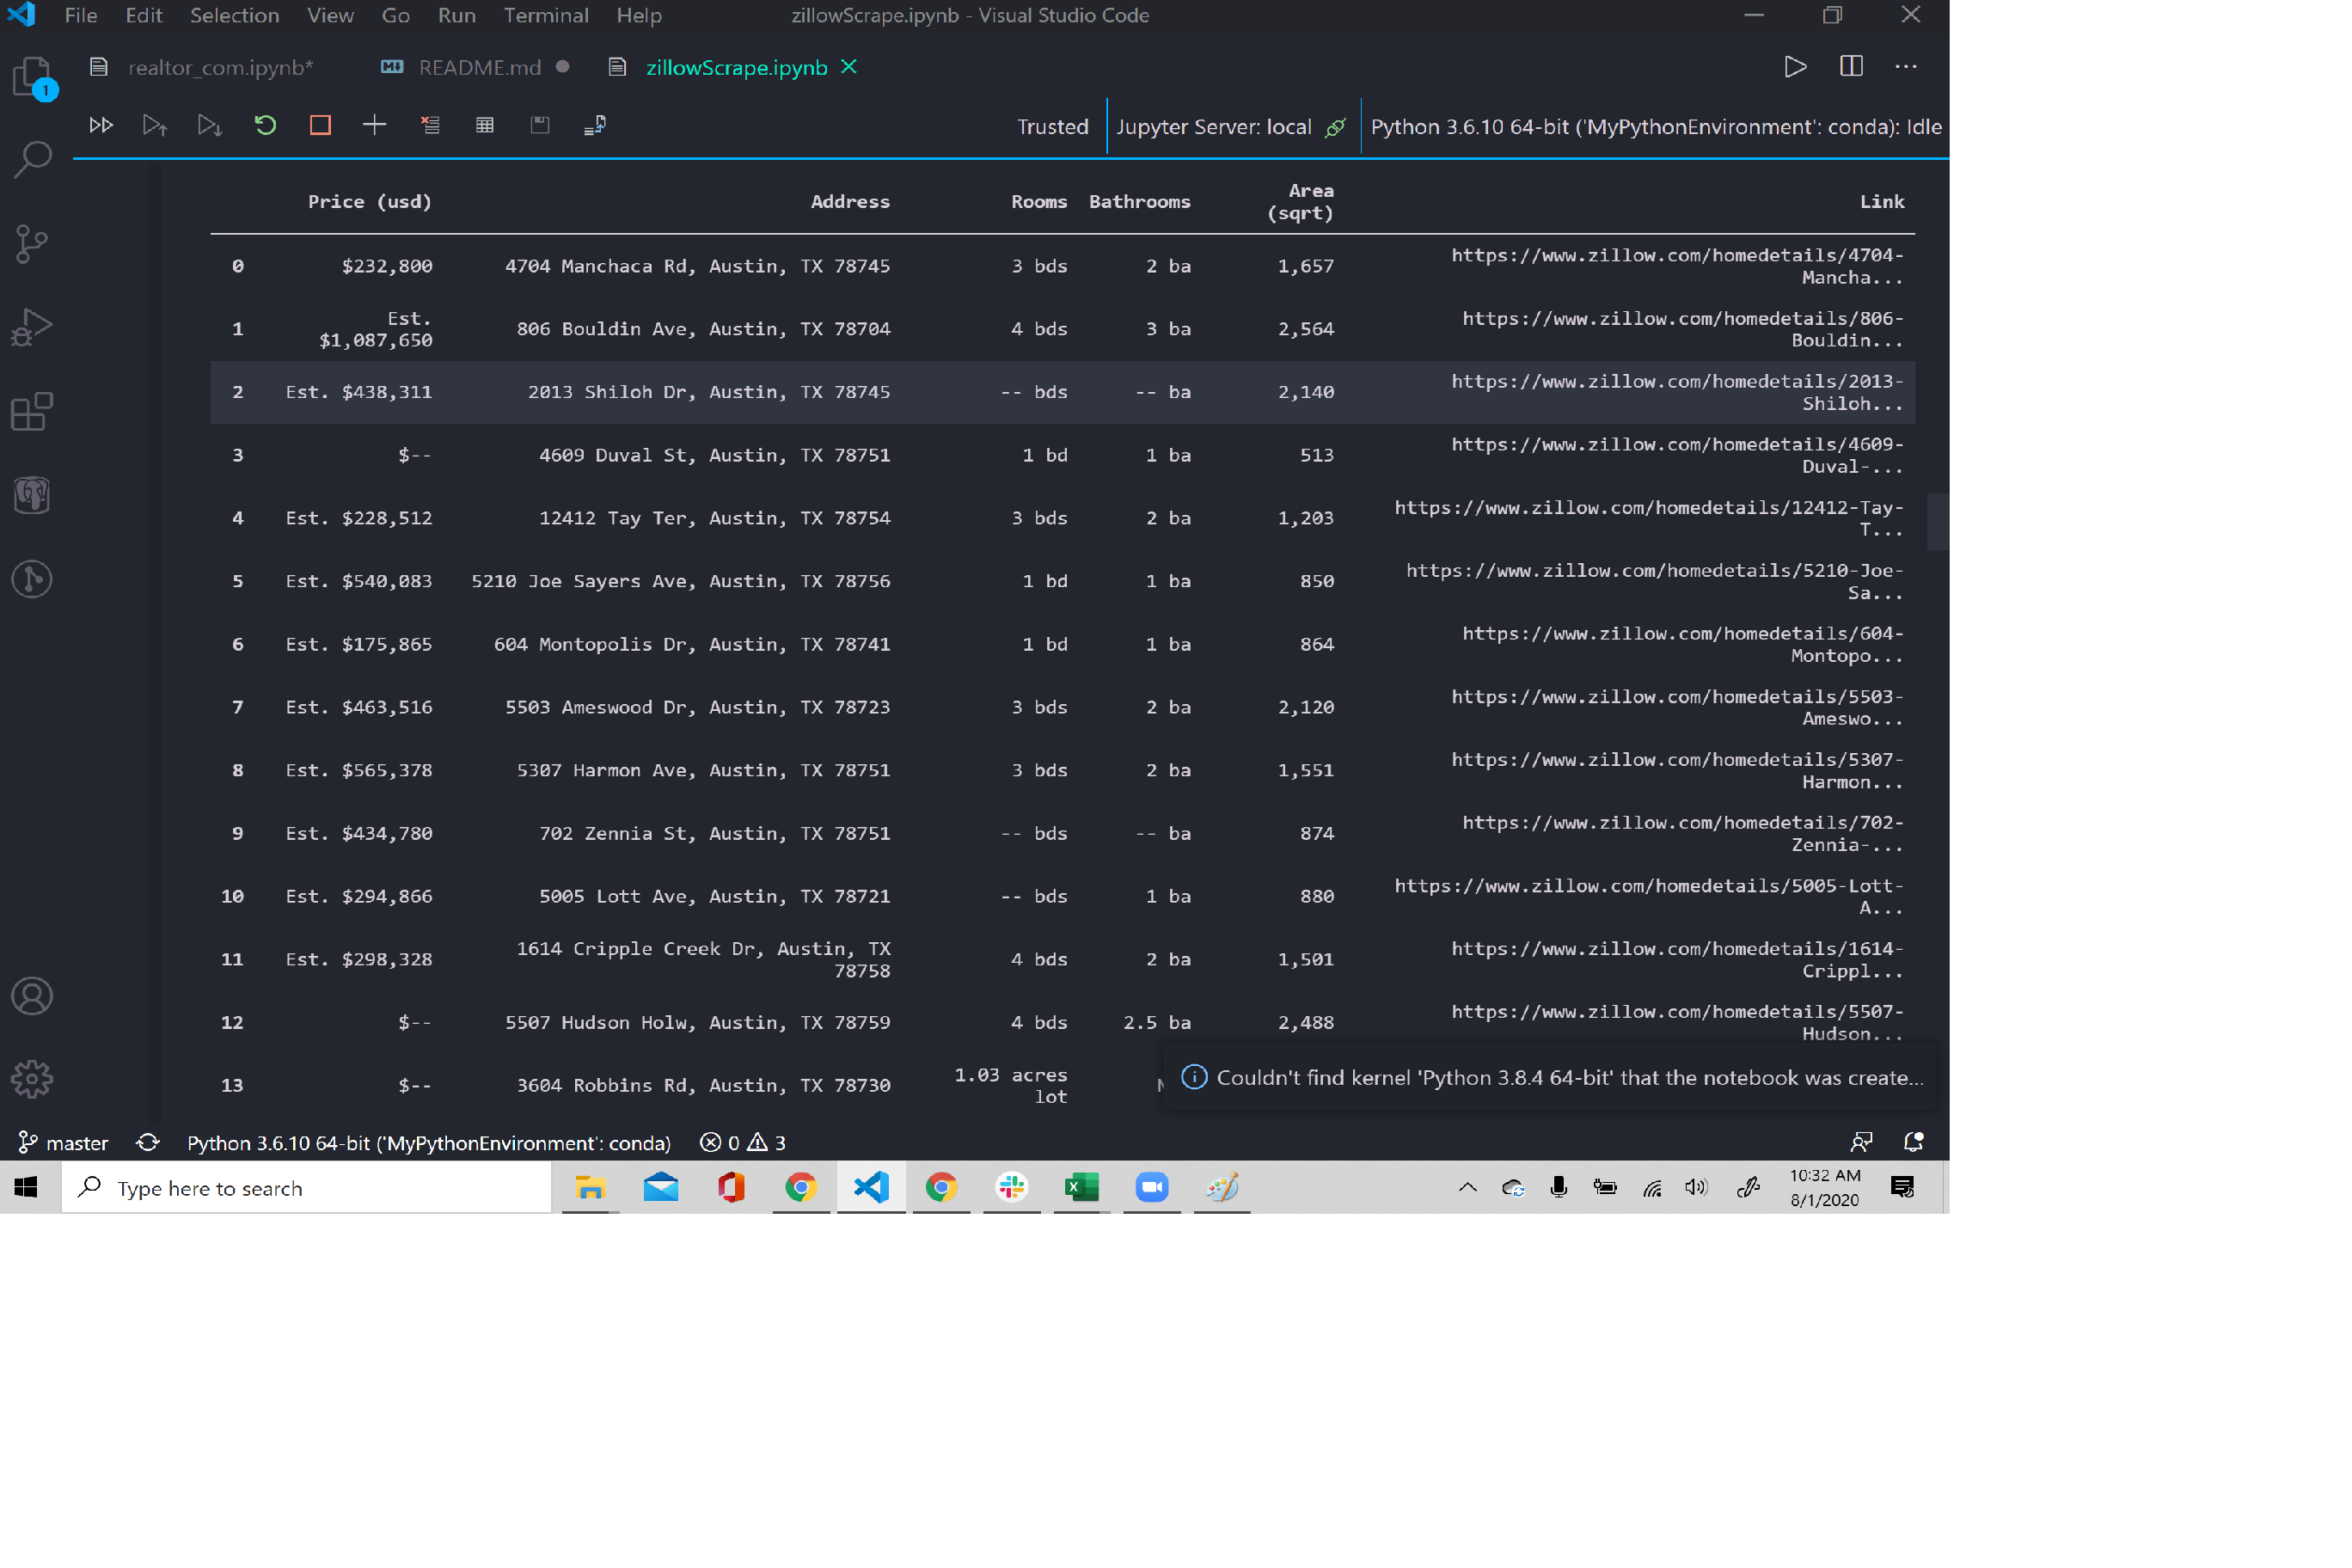 File Edit Selection View Go Run Terminal Help zillowScrape.ipynb - Visual Studio Code
realtor_com.ipynb* README.md zillowScrape.ipynb
1
Trusted Jupyter Server: local Python 3.6.10 64-bit ('MyPythonEnvironment': conda): Idle
Price (usd) Address Rooms Bathrooms Area (sqrt) Link
0 $232,800 4704 Manchaca Rd, Austin, TX 78745 3 bds 2 ba 1,657 https://www.zillow.com/homedetails/4704-
Mancha...
1 Est. $1,087,650 806 Bouldin Ave, Austin, TX 78704 4 bds 3 ba 2,564 https://www.zillow.com/homedetails/806-
Bouldin...
2 Est. $438,311 2013 Shiloh Dr, Austin, TX 78745 -- bds -- ba 2,140 https://www.zillow.com/homedetails/2013-
Shiloh...
3 $-- 4609 Duval St, Austin, TX 78751 1 bd 1 ba 513 https://www.zillow.com/homedetails/4609-
Duval-...
4 Est. $228,512 12412 Tay Ter, Austin, TX 78754 3 bds 2 ba 1,203 https://www.zillow.com/homedetails/12412-Tay-
T...
5 Est. $540,083 5210 Joe Sayers Ave, Austin, TX 78756 1 bd 1 ba 850 https://www.zillow.com/homedetails/5210-Joe-
Sa...
6 Est. $175,865 604 Montopolis Dr, Austin, TX 78741 1 bd 1 ba 864 https://www.zillow.com/homedetails/604-
Montopo...
7 Est. $463,516 5503 Ameswood Dr, Austin, TX 78723 3 bds 2 ba 2,120 https://www.zillow.com/homedetails/5503-
Ameswo...
8 Est. $565,378 5307 Harmon Ave, Austin, TX 78751 3 bds 2 ba 1,551 https://www.zillow.com/homedetails/5307-
Harmon...
9 Est. $434,780 702 Zennia St, Austin, TX 78751 -- bds -- ba 874 https://www.zillow.com/homedetails/702-
Zennia-...
10 Est. $294,866 5005 Lott Ave, Austin, TX 78721 -- bds 1 ba 880 https://www.zillow.com/homedetails/5005-Lott-
A...
11 Est. $298,328 1614 Cripple Creek Dr, Austin, TX 78758 4 bds 2 ba 1,501 https://www.zillow.com/homedetails/1614-
Crippl...
12 $-- 5507 Hudson Holw, Austin, TX 78759 4 bds 2.5 ba 2,488 https://www.zillow.com/homedetails/5507-
Hudson...
13 $-- 3604 Robbins Rd, Austin, TX 78730 1.03 acres lot
Couldn't find kernel 'Python 3.8.4 64-bit' that the notebook was create...
master Python 3.6.10 64-bit ('MyPythonEnvironment': conda) 0 3
Type here to search
10:32 AM
8/1/2020